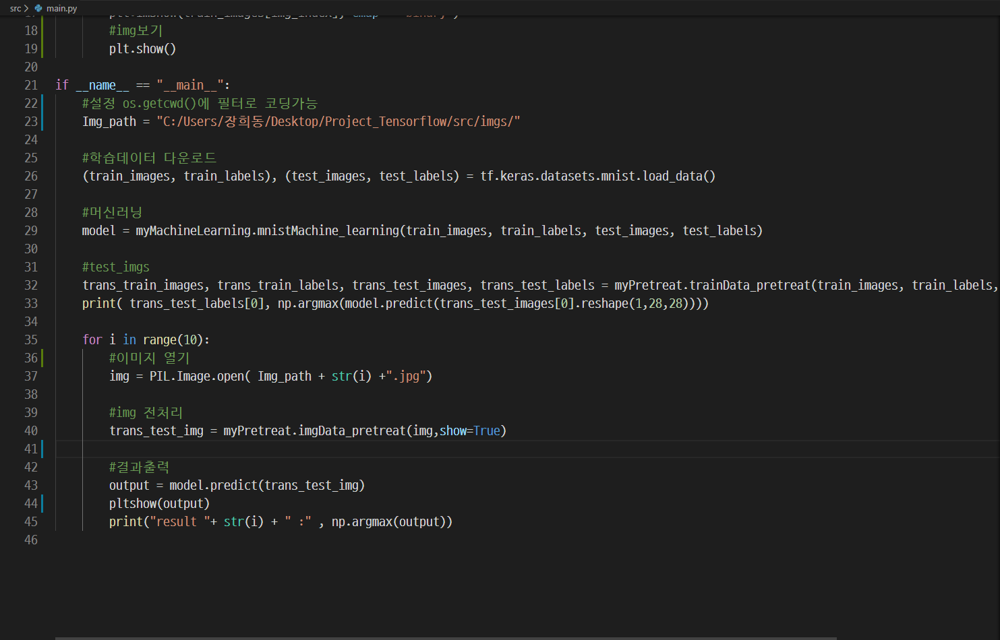 src > main.py
18 #img보기
19 plt.show()
20
21 if __name__ == "__main__":
22 #설정 os.getcwd()에 필터로 코딩가능
23 Img_path = "C:/Users/장희동/Desktop/Project_Tensorflow/src/imgs/"
24
25 #학습데이터 다운로드
26 (train_images, train_labels), (test_images, test_labels) = tf.keras.datasets.mnist.load_data()
27
28 #머신러닝
29 model = myMachineLearning.mnistMachine_learning(train_images, train_labels, test_images, test_labels)
30
31 #test_imgs
32 trans_train_images, trans_train_labels, trans_test_images, trans_test_labels = myPretreat.trainData_pretreat(train_images, train_labels,
33 print( trans_test_labels[0], np.argmax(model.predict(trans_test_images[0].reshape(1,28,28))))
34
35 for i in range(10):
36 #이미지 열기
37 img = PIL.Image.open( Img_path + str(i) +".jpg")
38
39 #img 전처리
40 trans_test_img = myPretreat.imgData_pretreat(img,show=True)
41
42 #결과출력
43 output = model.predict(trans_test_img)
44 pltshow(output)
45 print("result "+ str(i) + " :" , np.argmax(output))
46